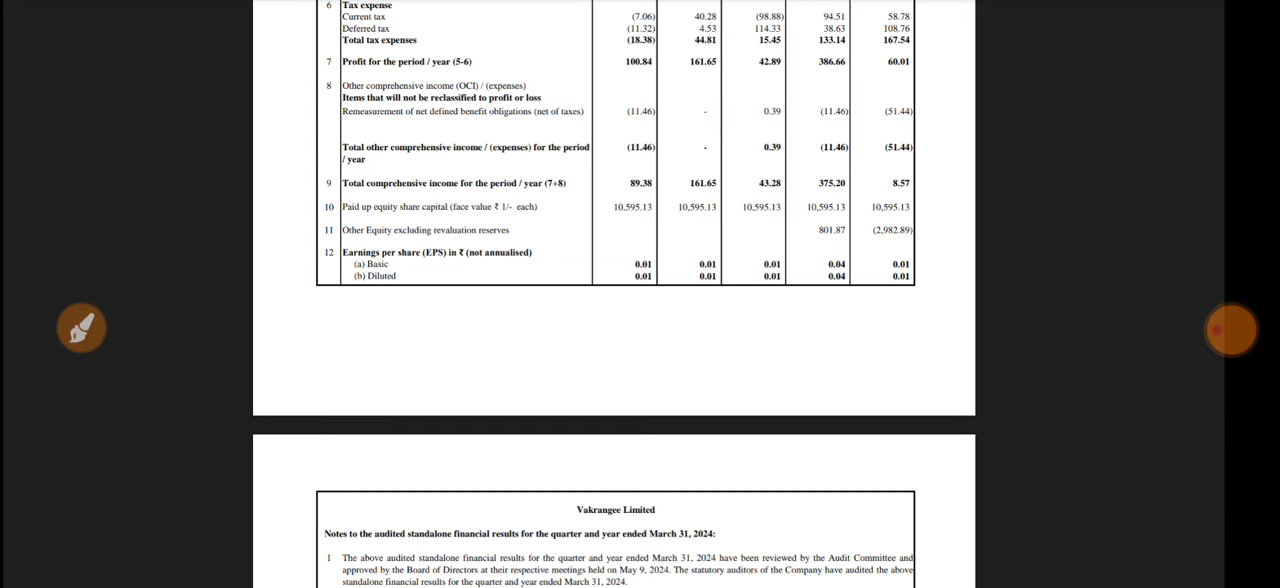 6 Tax expense
Current tax (7.06) 40.28 (98.88) 94.51 58.78
Deferred tax (11.32) 4.53 114.33 38.63 108.76
Total tax expenses (18.38) 44.81 15.45 133.14 167.54
7 Profit for the period / year (5-6) 100.84 161.65 42.89 386.66 60.01
8 Other comprehensive income (OCI) / (expenses)
Items that will not be reclassified to profit or loss
Remeasurement of net defined benefit obligations (net of taxes) (11.46) - 0.39 (11.46) (51.44)
Total other comprehensive income / (expenses) for the period (11.46) - 0.39 (11.46) (51.44)
/ year
9 Total comprehensive income for the period / year (7+8) 89.38 161.65 43.28 375.20 8.57
10 Paid up equity share capital (face value ₹ 1/- each) 10,595.13 10,595.13 10,595.13 10,595.13 10,595.13
11 Other Equity excluding revaluation reserves 801.87 (2,982.89)
12 Earnings per share (EPS) in ₹ (not annualised)
(a) Basic 0.01 0.01 0.01 0.04 0.01
(b) Diluted 0.01 0.01 0.01 0.04 0.01
Vakrangee Limited
Notes to the audited standalone financial results for the quarter and year ended March 31, 2024:
1 The above audited standalone financial results for the quarter and year ended March 31, 2024 have been reviewed by the Audit Committee and
approved by the Board of Directors at their respective meetings held on May 9, 2024. The statutory auditors of the Company have audited the above
standalone financial results for the quarter and year ended March 31, 2024.